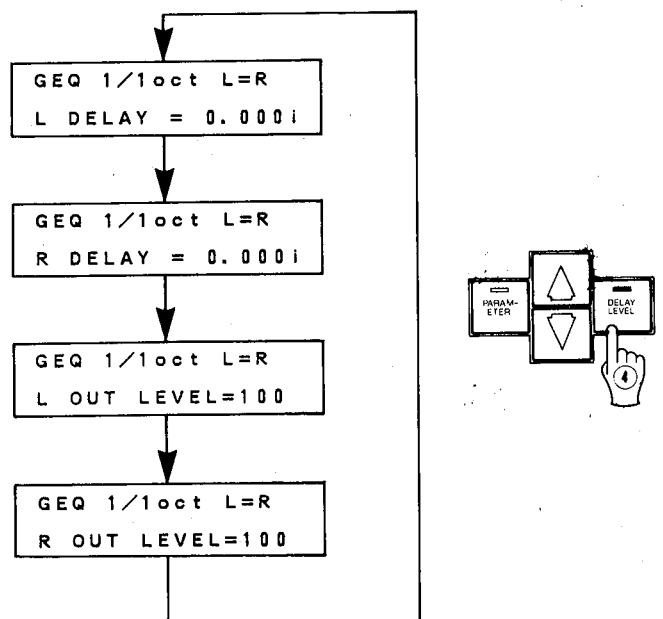 GEQ 1/1oct L=R
L DELAY = 0.000i
GEQ 1/1oct L=R
R DELAY = 0.000i
GEQ 1/1oct L=R
L OUT LEVEL=100
GEQ 1/1oct L=R
R OUT LEVEL=100
PARAM-
ETER
DELAY
LEVEL
4